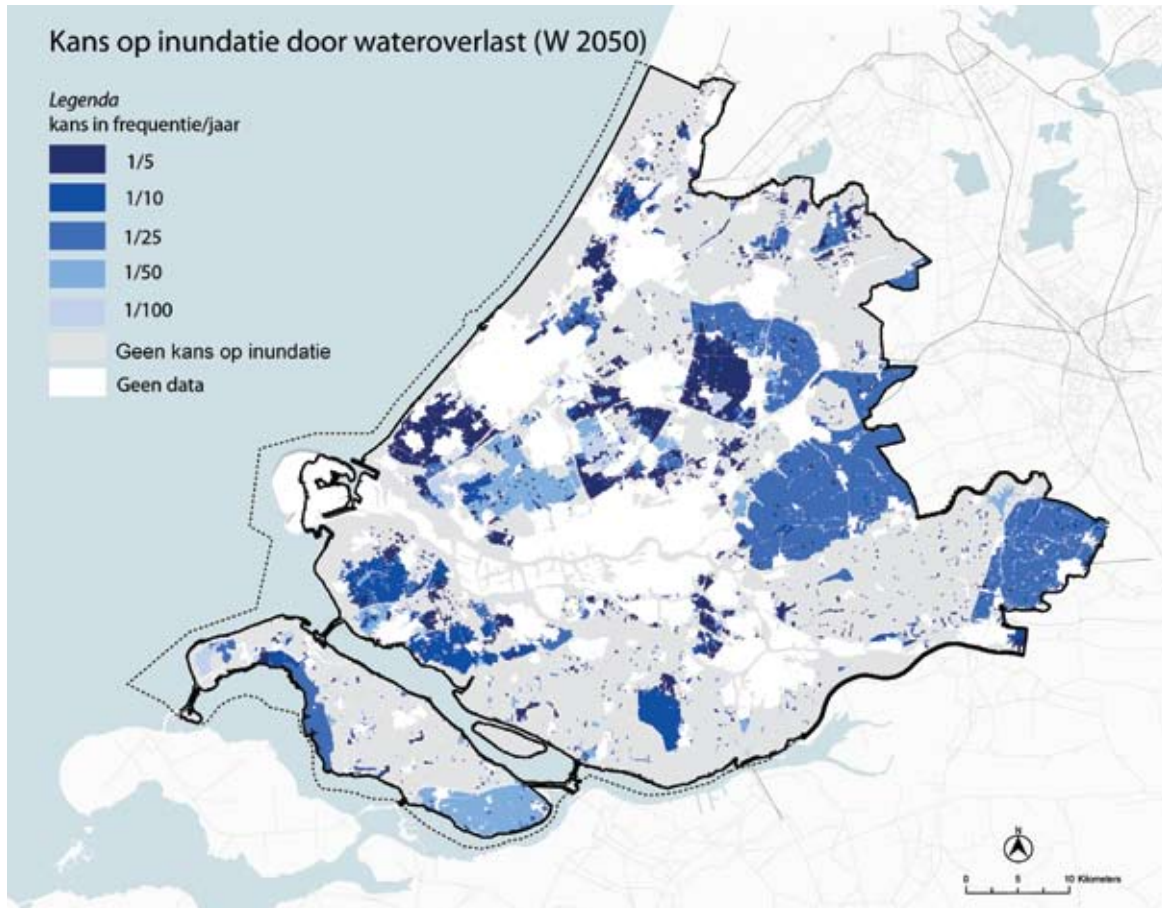 Kans op inundatie door wateroverlast (W 2050)
Legenda
kans in frequentie/jaar
1/5
1/10
1/25
1/50
1/100
Geen kans op inundatie
Geen data
N
0 5 10 Kilometers